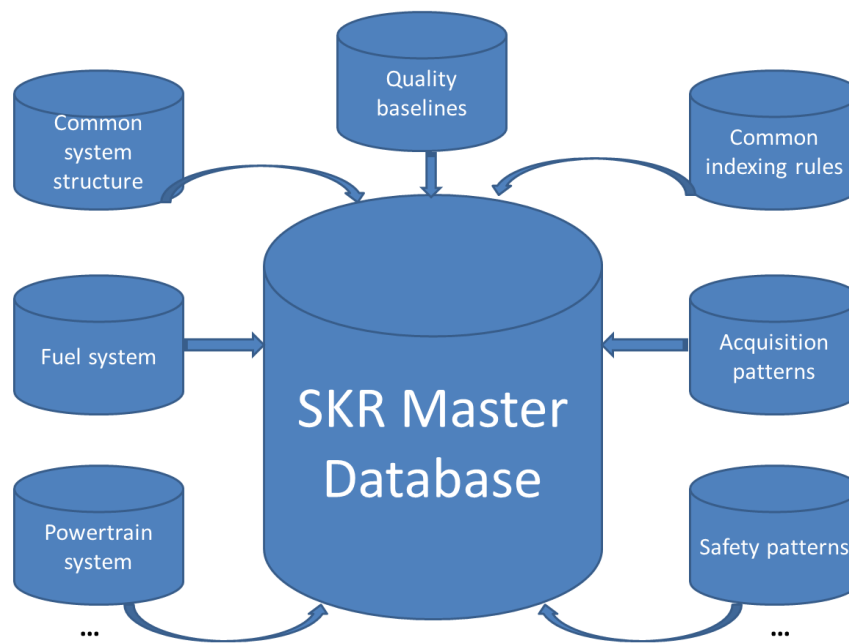 Quality
baselines
Common
system
structure
Common
indexing rules
Fuel system
Acquisition
patterns
SKR Master
Database
Powertrain
system
Safety patterns
...
...